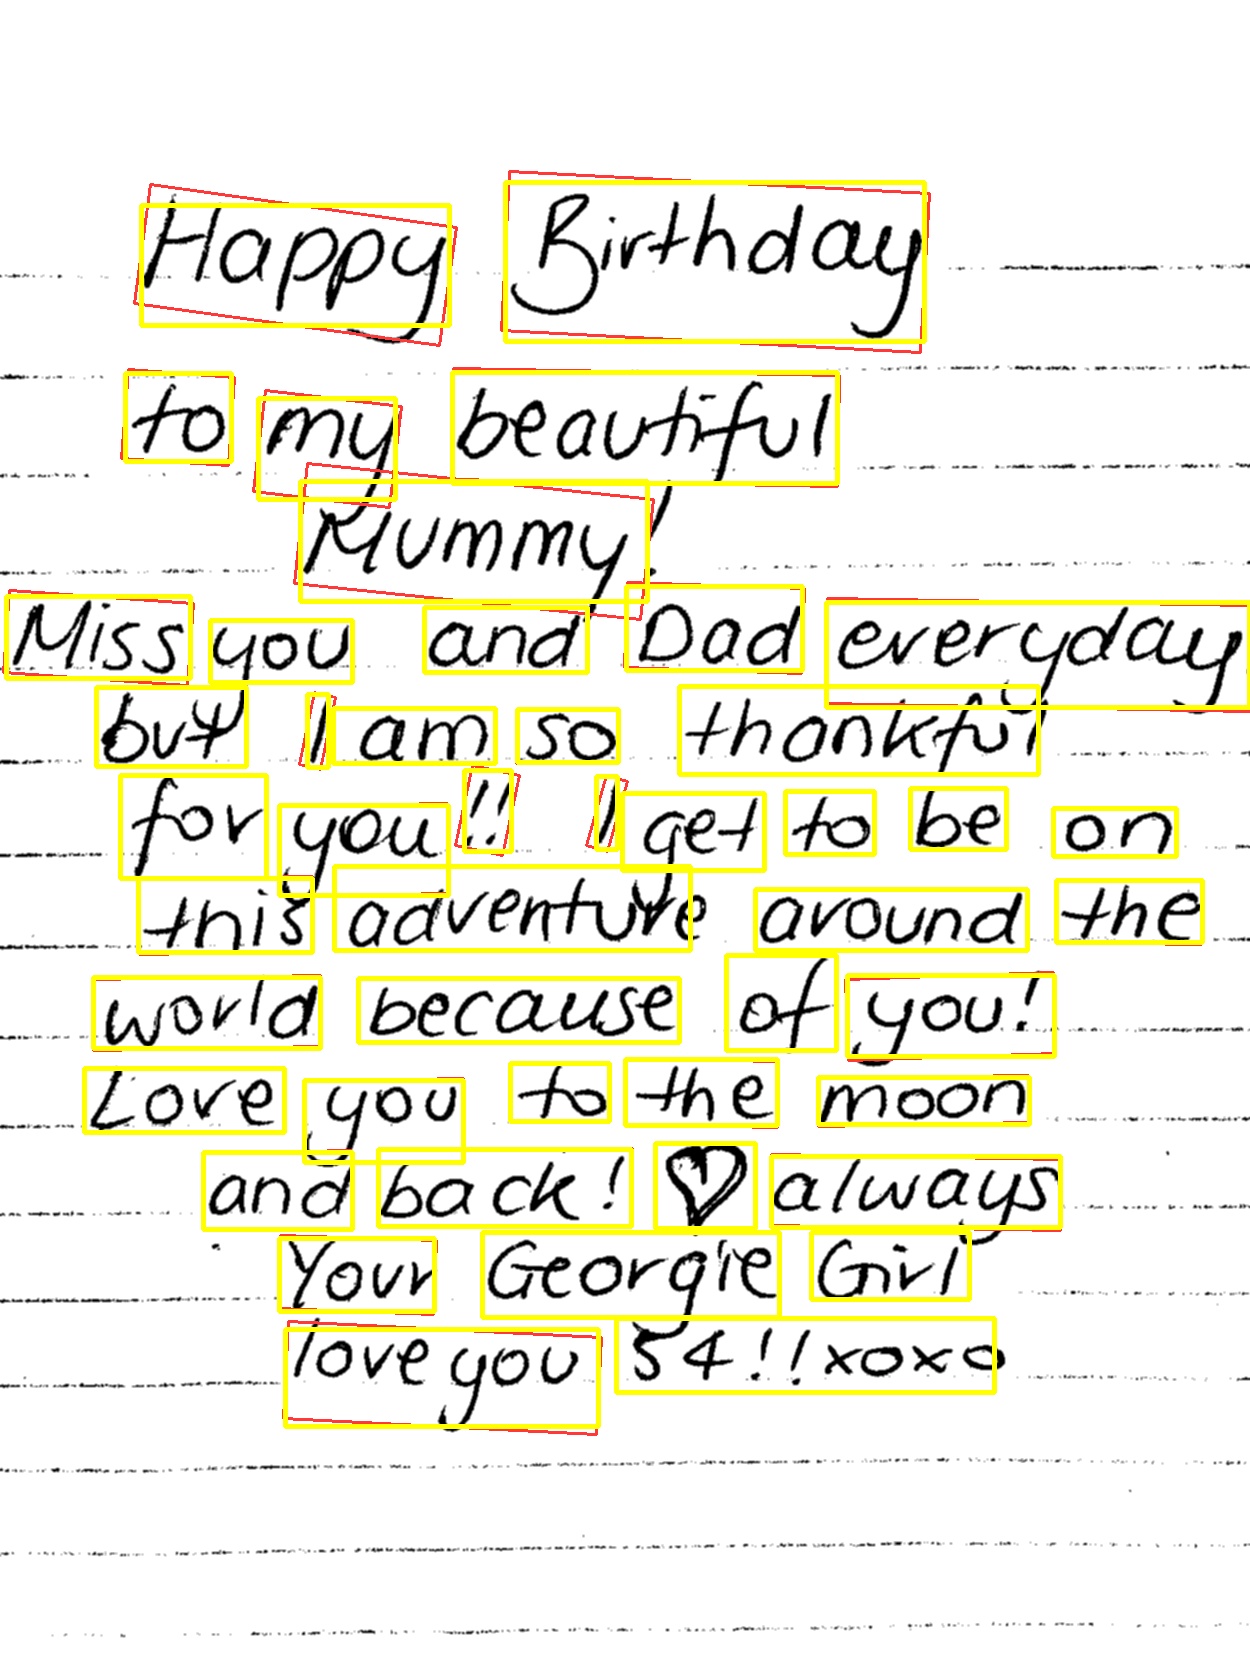 Happy Birthday
to my beautiful
Mummy!
Miss you and Dad everyday
but I am so thankful
for you!! I get to be on
this adventure around the
world because of you!
Love you to the moon
and back! ♡ always
Your Georgie Girl
love you 54!! xoxo